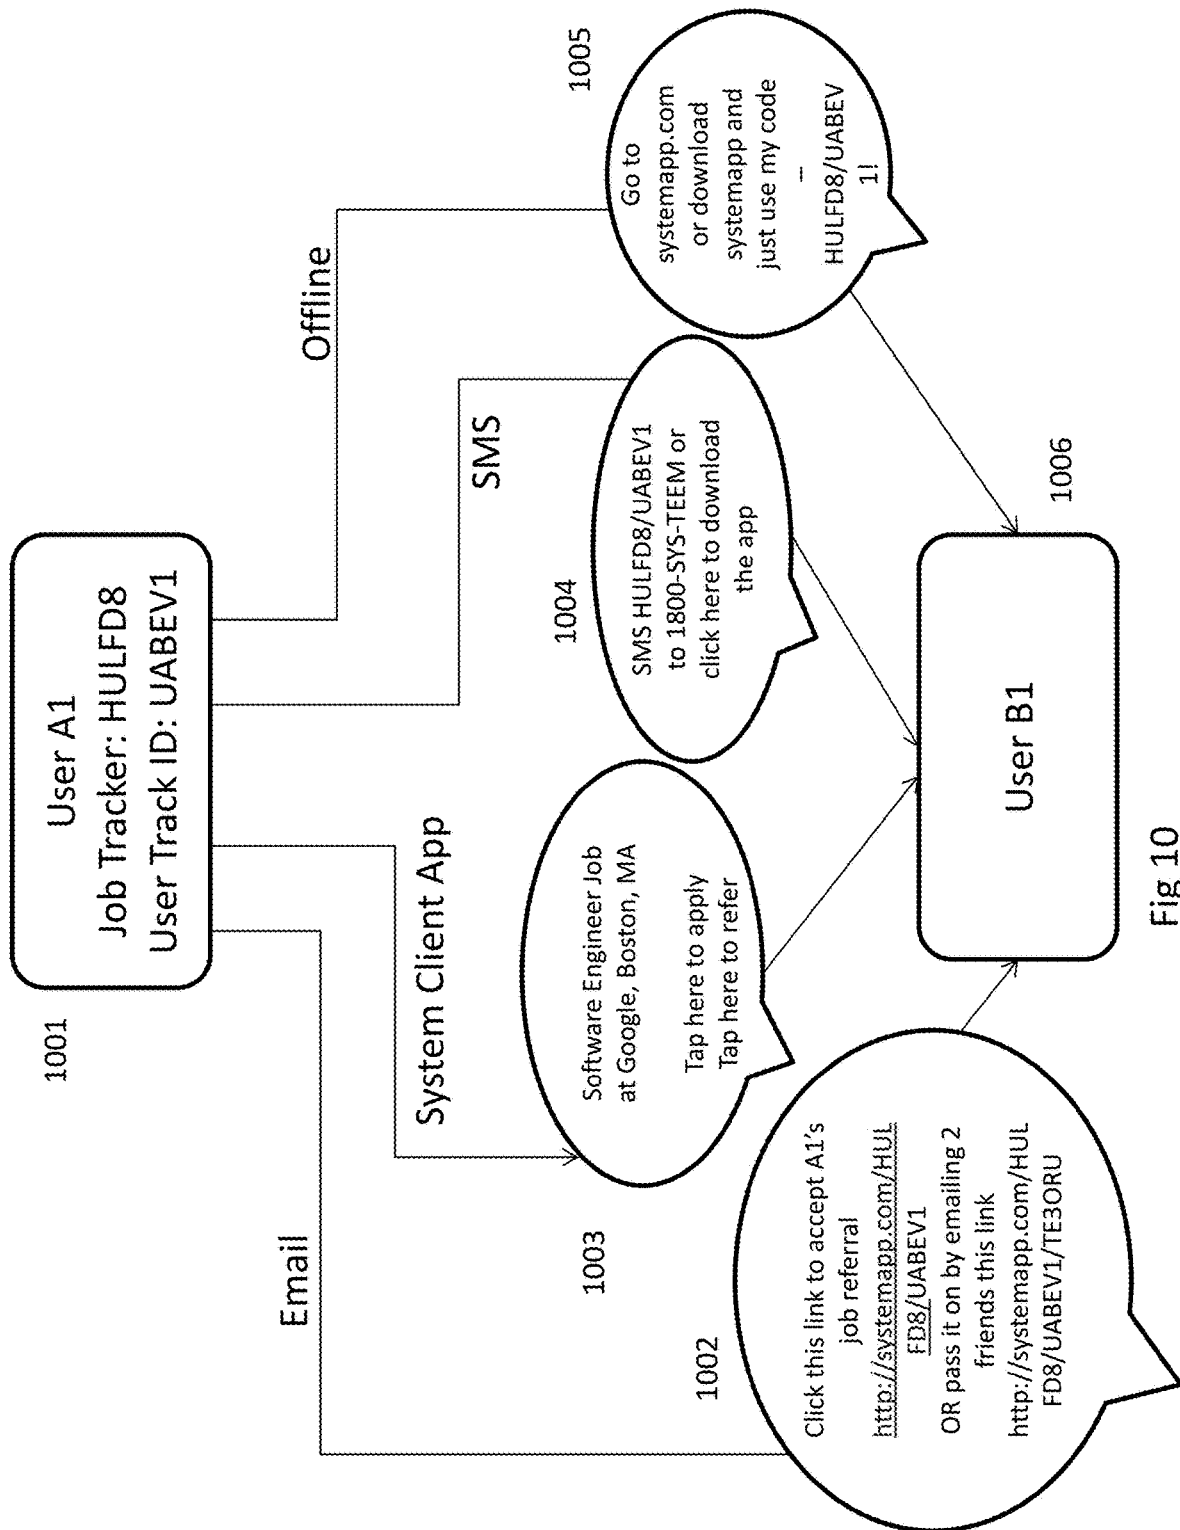 1001
User A1
Job Tracker: HULFD8
User Track ID: UABEV1
Email
System Client App
SMS
Offline
1002
Click this link to accept A1's
job referral
http://systemapp.com/HUL
FD8/UABEV1
OR pass it on by emailing 2
friends this link
http://systemapp.com/HUL
FD8/UABEV1/TE3ORU
1003
Software Engineer Job
at Google, Boston, MA
Tap here to apply
Tap here to refer
1004
SMS HULFD8/UABEV1
to 1800-SYS-TEEM or
click here to download
the app
1005
Go to
systemapp.com
or download
systemapp and
just use my code
–
HULFD8/UABEV
1!
User B1
1006
Fig 10